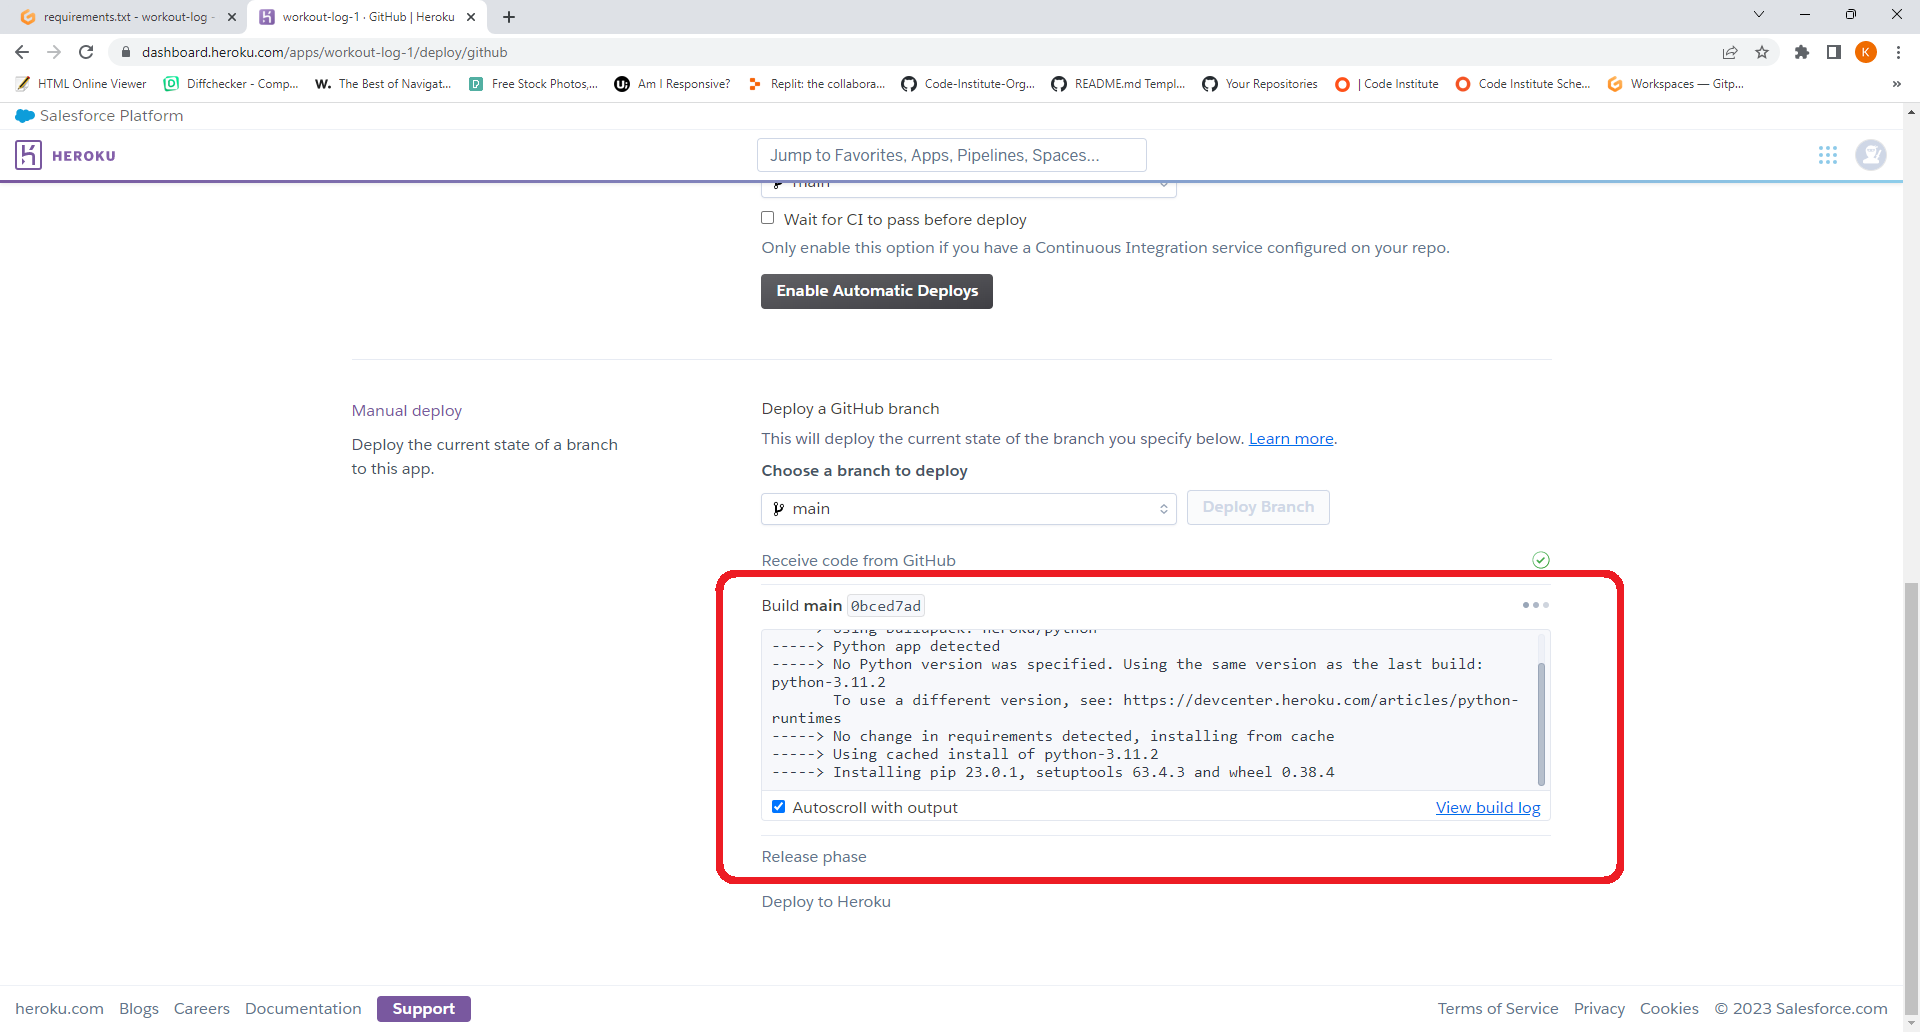 requirements.txt - workout-log -
workout-log-1 · GitHub | Heroku
dashboard.heroku.com/apps/workout-log-1/deploy/github
K
HTML Online Viewer
Diffchecker - Comp...
W. The Best of Navigat...
Free Stock Photos,...
Am I Responsive?
Replit: the collabora...
Code-Institute-Org...
README.md Templ...
Your Repositories
| Code Institute
Code Institute Sche...
Workspaces — Gitp...
»
Salesforce Platform
HEROKU
Jump to Favorites, Apps, Pipelines, Spaces...
main
Wait for CI to pass before deploy
Only enable this option if you have a Continuous Integration service configured on your repo.
Enable Automatic Deploys
Manual deploy
Deploy the current state of a branch
to this app.
Deploy a GitHub branch
This will deploy the current state of the branch you specify below. Learn more.
Choose a branch to deploy
main
Deploy Branch
Receive code from GitHub
Build main 0bced7ad
-----> Using buildpack: heroku/python
-----> Python app detected
-----> No Python version was specified. Using the same version as the last build:
python-3.11.2
To use a different version, see: https://devcenter.heroku.com/articles/python-
runtimes
-----> No change in requirements detected, installing from cache
-----> Using cached install of python-3.11.2
-----> Installing pip 23.0.1, setuptools 63.4.3 and wheel 0.38.4
Autoscroll with output
View build log
Release phase
Deploy to Heroku
heroku.com Blogs Careers Documentation Support
Terms of Service Privacy Cookies © 2023 Salesforce.com